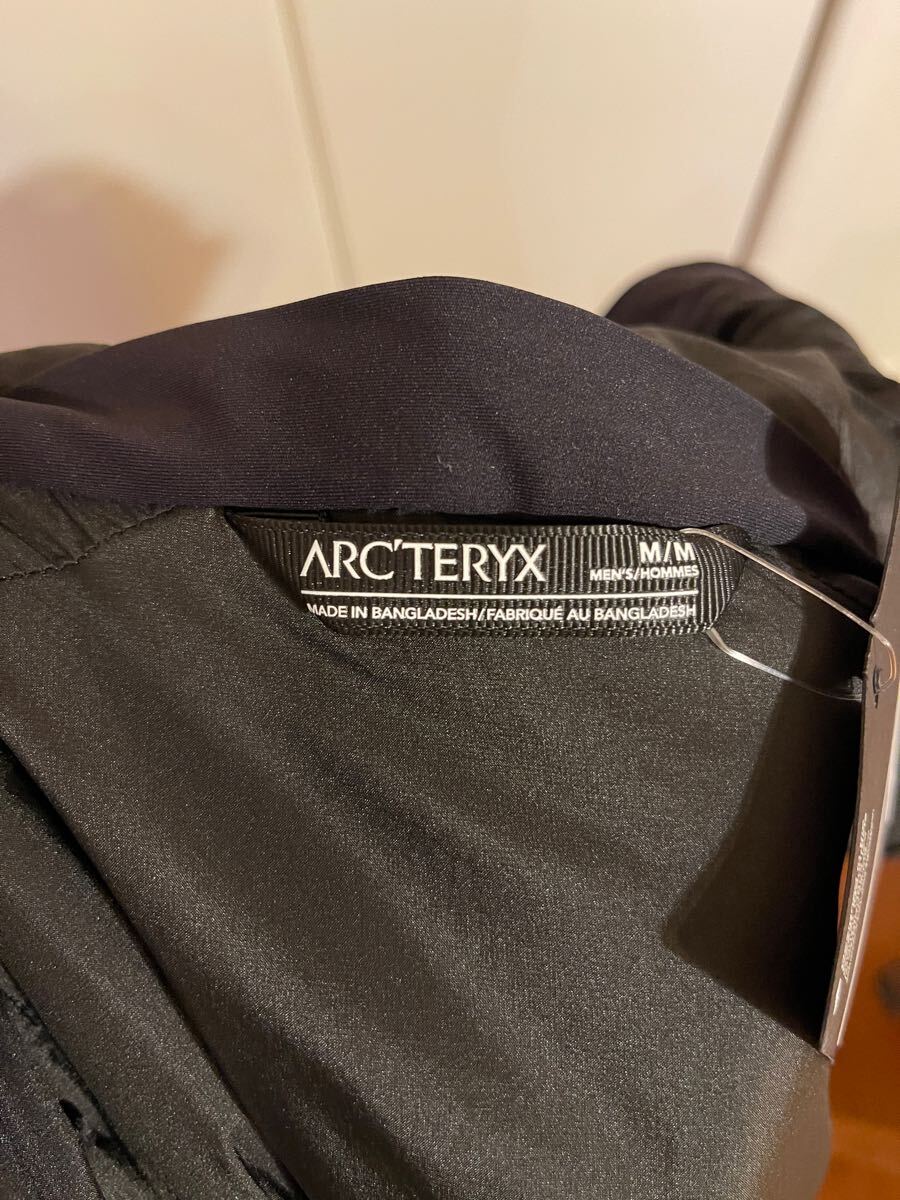 ARC'TERYX
M/M
MEN'S/HOMMES
MADE IN BANGLADESH/FABRIQUÉ AU BANGLADESH